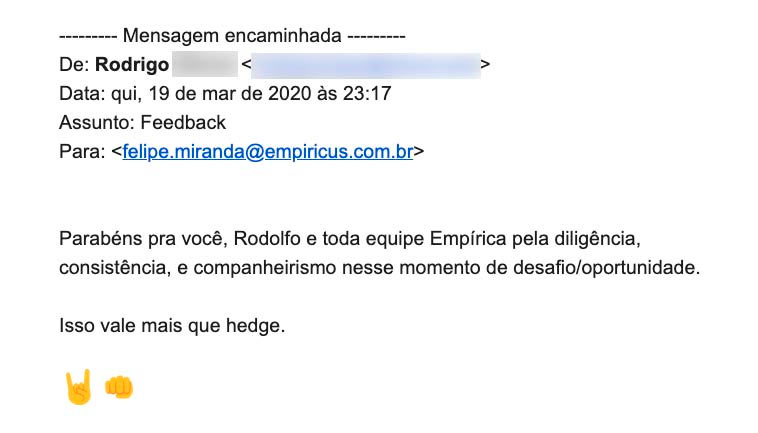 --------- Mensagem encaminhada ---------
De: Rodrigo < >
Data: qui, 19 de mar de 2020 às 23:17
Assunto: Feedback
Para: <felipe.miranda@empiricus.com.br>
Parabéns pra você, Rodolfo e toda equipe Empírica pela diligência,
consistência, e companheirismo nesse momento de desafio/oportunidade.
Isso vale mais que hedge.